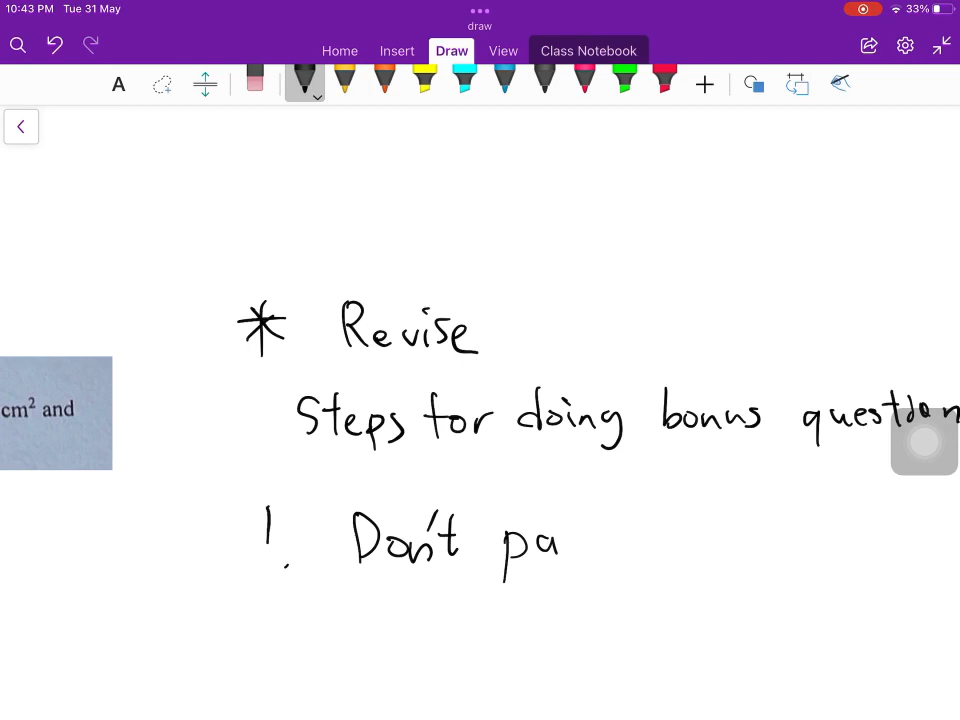 10:43 PM Tue 31 May
33%
draw
Home Insert Draw View Class Notebook
A
* Revise
cm² and
Steps for doing bonus question
! Don't pa